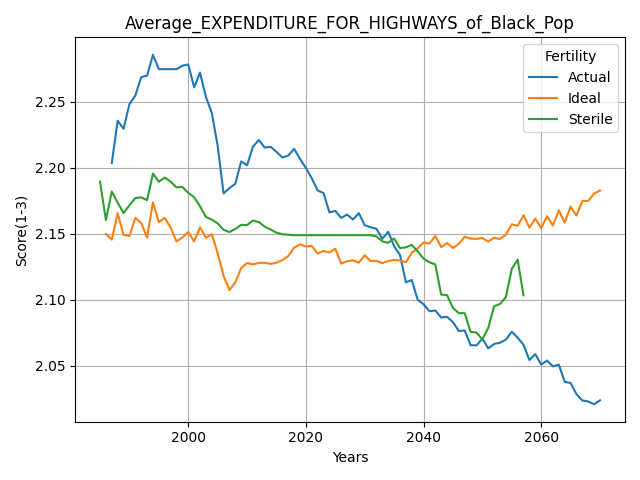 Average_EXPENDITURE_FOR_HIGHWAYS_of_Black_Pop
Fertility
Actual
Ideal
Sterile
2.25
2.20
2.15
2.10
2.05
Score(1-3)
2000
2020
2040
2060
Years